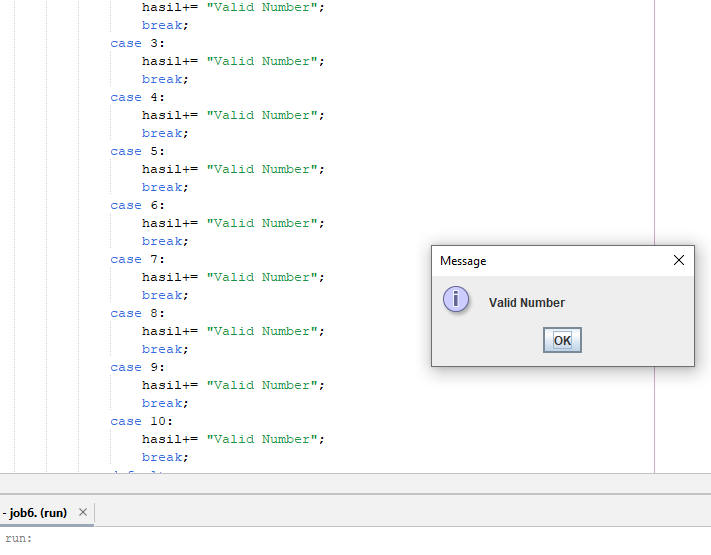 hasil+= "Valid Number";
break;
case 3:
hasil+= "Valid Number";
break;
case 4:
hasil+= "Valid Number";
break;
case 5:
hasil+= "Valid Number";
break;
case 6:
hasil+= "Valid Number";
break;
case 7:
hasil+= "Valid Number";
break;
case 8:
hasil+= "Valid Number";
break;
case 9:
hasil+= "Valid Number";
break;
case 10:
hasil+= "Valid Number";
break;
Message
Valid Number
OK
- job6. (run)
run: